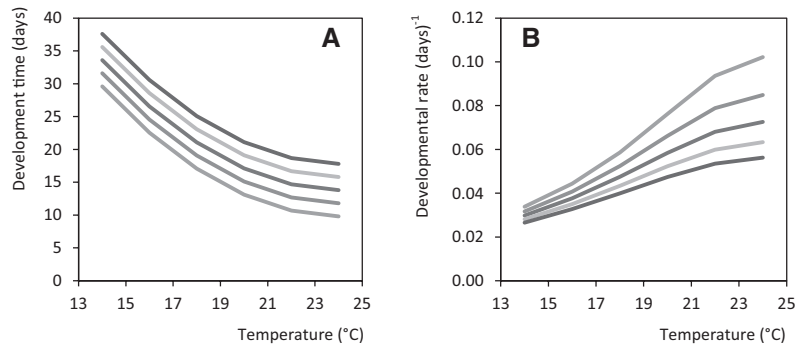 A
Development time (days)
40
35
30
25
20
15
10
5
0
13 15 17 19 21 23 25
Temperature (°C)
B
Developmental rate (days)-1
0.12
0.10
0.08
0.06
0.04
0.02
0.00
13 15 17 19 21 23 25
Temperature (°C)